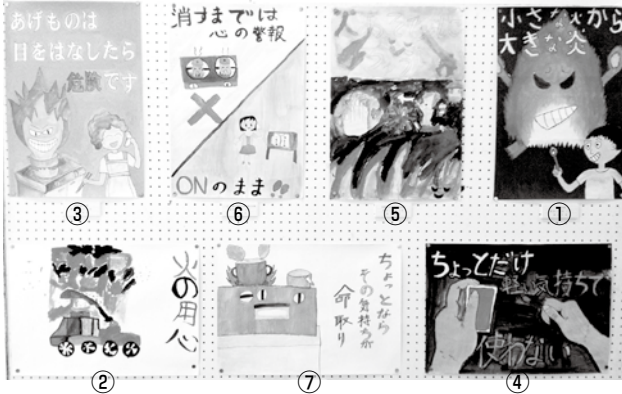 あげものは
目をはなしたら
危険です
③
消すまでは
心の警報
ONのまま!!
⑥
火
⑤
小さな火から
大きな炎
①
火の用心
②
ちょっとなら
その気持ちが
命取り
⑦
ちょっとだけ
軽い気持ちで
使わない
④